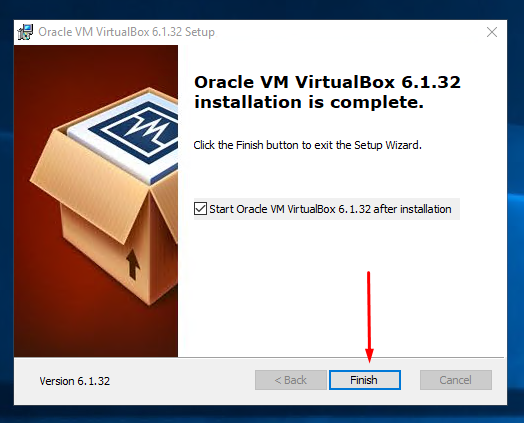 Oracle VM VirtualBox 6.1.32 Setup
Oracle VM VirtualBox 6.1.32
installation is complete.
Click the Finish button to exit the Setup Wizard.
Start Oracle VM VirtualBox 6.1.32 after installation
Version 6.1.32
< Back
Finish
Cancel